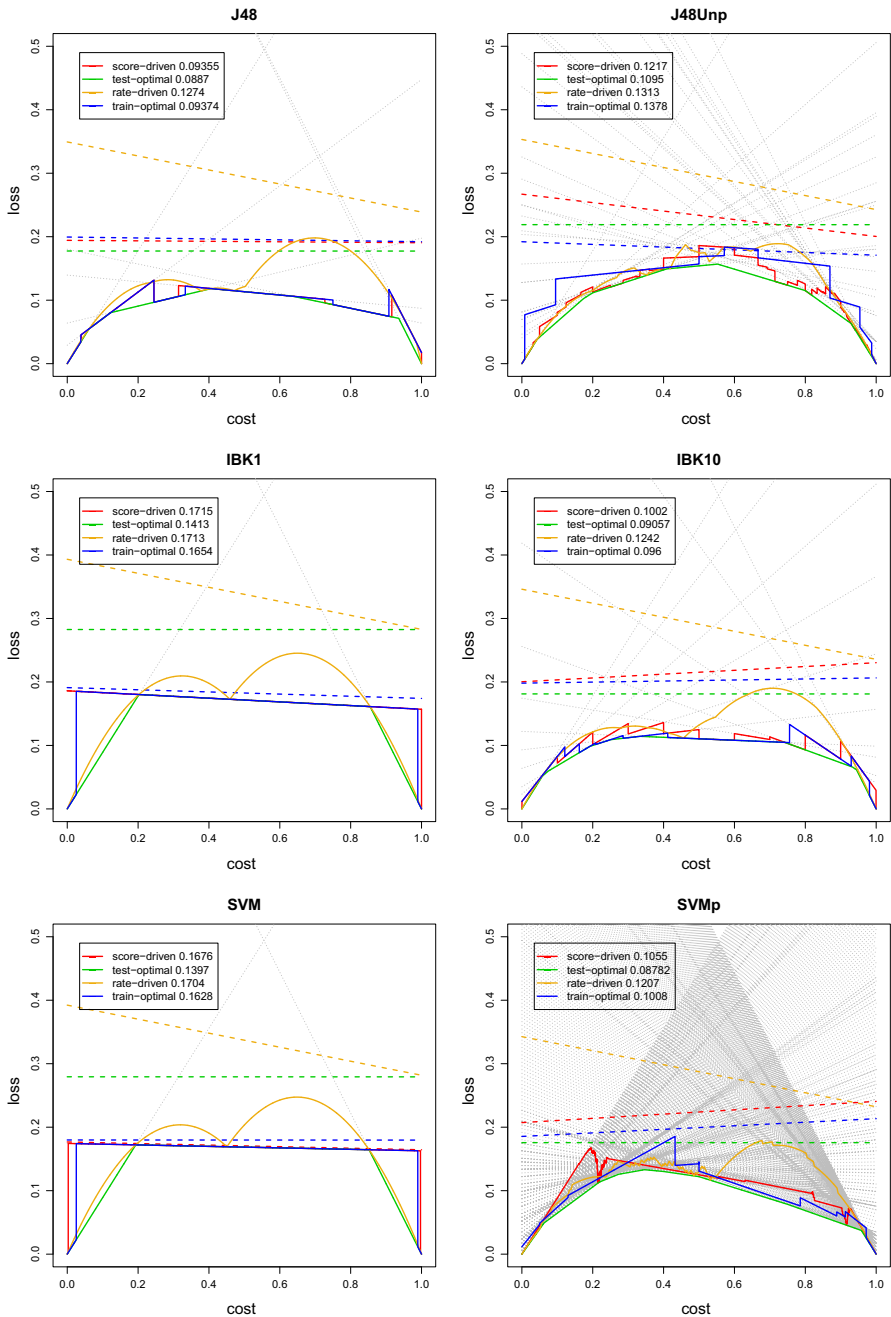 J48
score-driven 0.09355
test-optimal 0.0887
rate-driven 0.1274
train-optimal 0.09374
loss
0.0
0.1
0.2
0.3
0.4
0.5
0.0 0.2 0.4 0.6 0.8 1.0
cost
J48Unp
score-driven 0.1217
test-optimal 0.1095
rate-driven 0.1313
train-optimal 0.1378
loss
0.0
0.1
0.2
0.3
0.4
0.5
0.0 0.2 0.4 0.6 0.8 1.0
cost
IBK1
score-driven 0.1715
test-optimal 0.1413
rate-driven 0.1713
train-optimal 0.1654
loss
0.0
0.1
0.2
0.3
0.4
0.5
0.0 0.2 0.4 0.6 0.8 1.0
cost
IBK10
score-driven 0.1002
test-optimal 0.09057
rate-driven 0.1242
train-optimal 0.096
loss
0.0
0.1
0.2
0.3
0.4
0.5
0.0 0.2 0.4 0.6 0.8 1.0
cost
SVM
score-driven 0.1676
test-optimal 0.1397
rate-driven 0.1704
train-optimal 0.1628
loss
0.0
0.1
0.2
0.3
0.4
0.5
0.0 0.2 0.4 0.6 0.8 1.0
cost
SVMp
score-driven 0.1055
test-optimal 0.08782
rate-driven 0.1207
train-optimal 0.1008
loss
0.0
0.1
0.2
0.3
0.4
0.5
0.0 0.2 0.4 0.6 0.8 1.0
cost